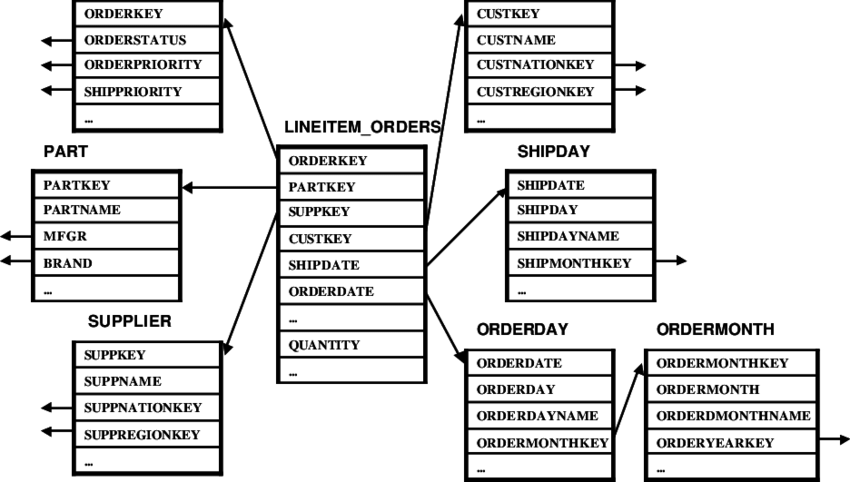 ORDERKEY
ORDERSTATUS
ORDERPRIORITY
SHIPPRIORITY
...
CUSTKEY
CUSTNAME
CUSTNATIONKEY
CUSTREGIONKEY
...
LINEITEM_ORDERS
ORDERKEY
PARTKEY
SUPPKEY
CUSTKEY
SHIPDATE
ORDERDATE
...
QUANTITY
...
PART
PARTKEY
PARTNAME
MFGR
BRAND
...
SHIPDAY
SHIPDATE
SHIPDAY
SHIPDAYNAME
SHIPMONTHKEY
...
SUPPLIER
SUPPKEY
SUPPNAME
SUPPNATIONKEY
SUPPREGIONKEY
...
ORDERDAY
ORDERDATE
ORDERDAY
ORDERDAYNAME
ORDERMONTHKEY
...
ORDERMONTH
ORDERMONTHKEY
ORDERMONTH
ORDERDMONTHNAME
ORDERYEARKEY
...